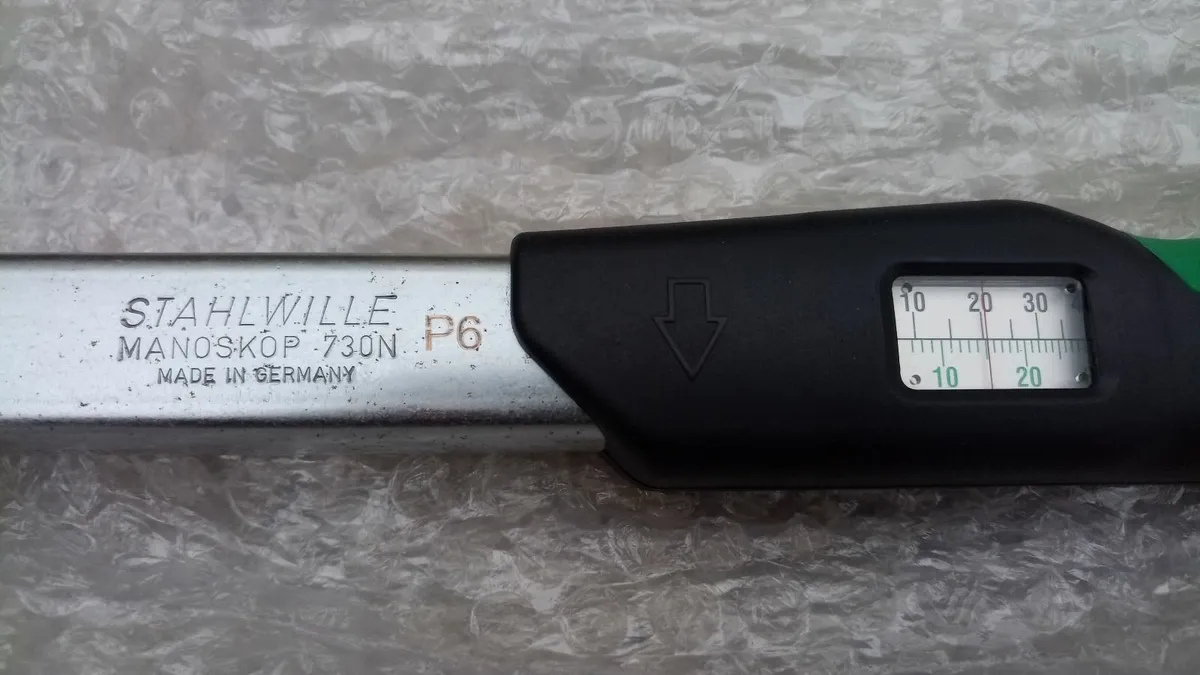 STAHLWILLE
MANOSKOP 730N
MADE IN GERMANY
P6
10 20 30
10 20